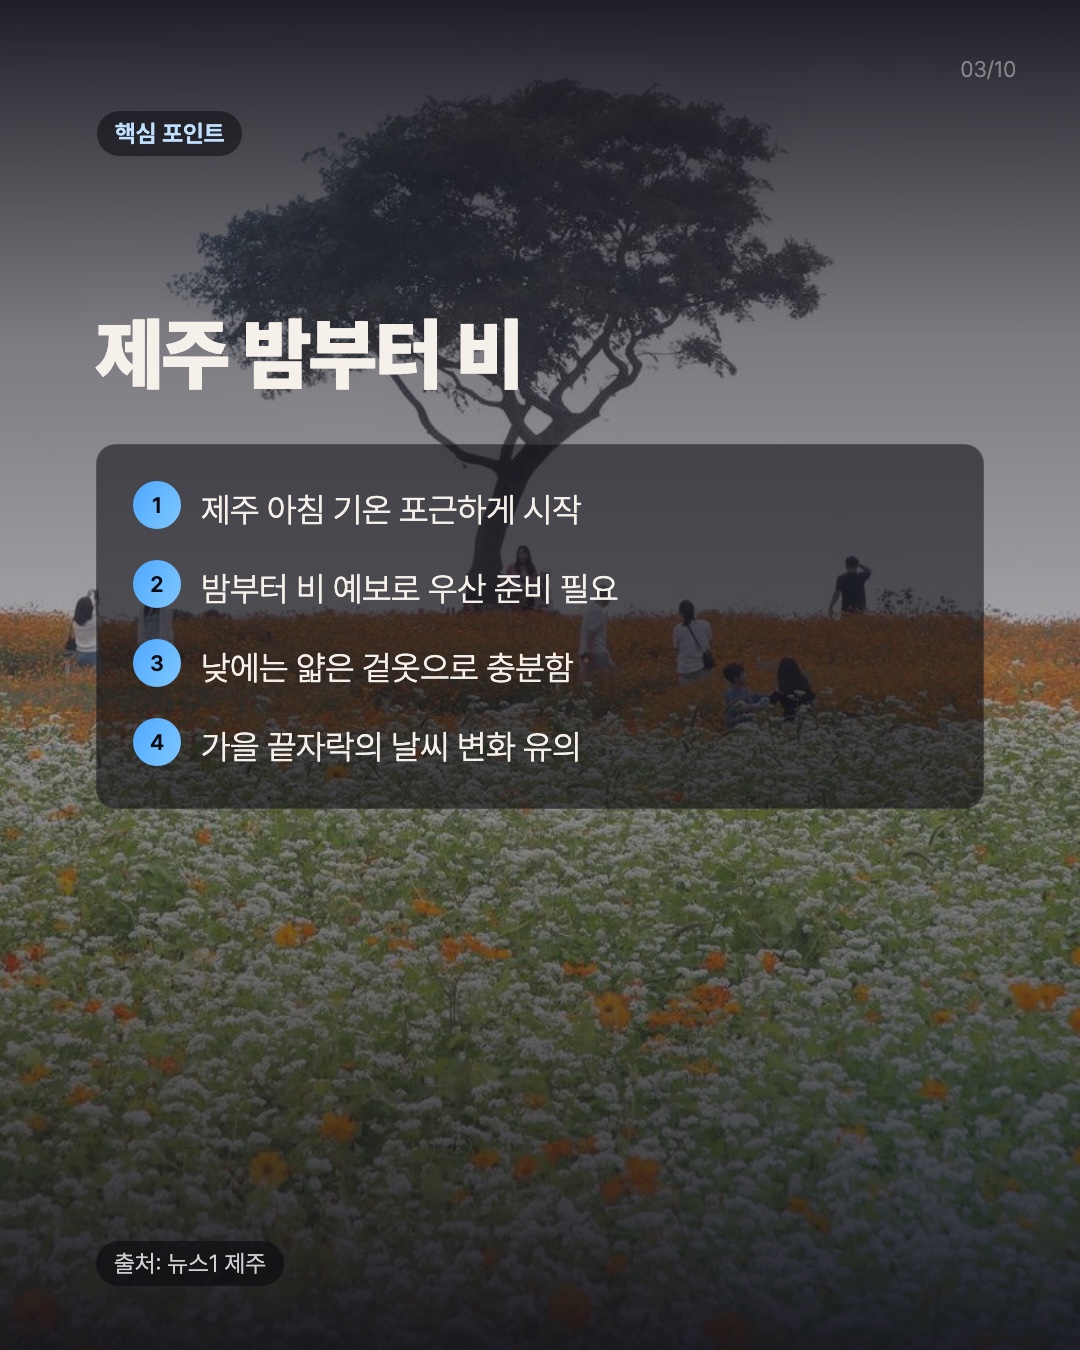 03/10
핵심 포인트
제주 밤부터 비
1 제주 아침 기온 포근하게 시작
2 밤부터 비 예보로 우산 준비 필요
3 낮에는 얇은 겉옷으로 충분함
4 가을 끝자락의 날씨 변화 유의
출처: 뉴스1 제주